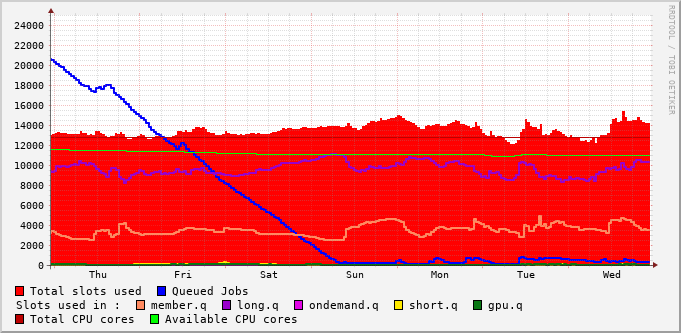 RRDTOOL / TOBI OETIKER
24000
22000
20000
18000
16000
14000
12000
10000
8000
6000
4000
2000
0
Thu Fri Sat Sun Mon Tue Wed
Total slots used Queued Jobs
Slots used in : member.q long.q ondemand.q short.q gpu.q
Total CPU cores Available CPU cores